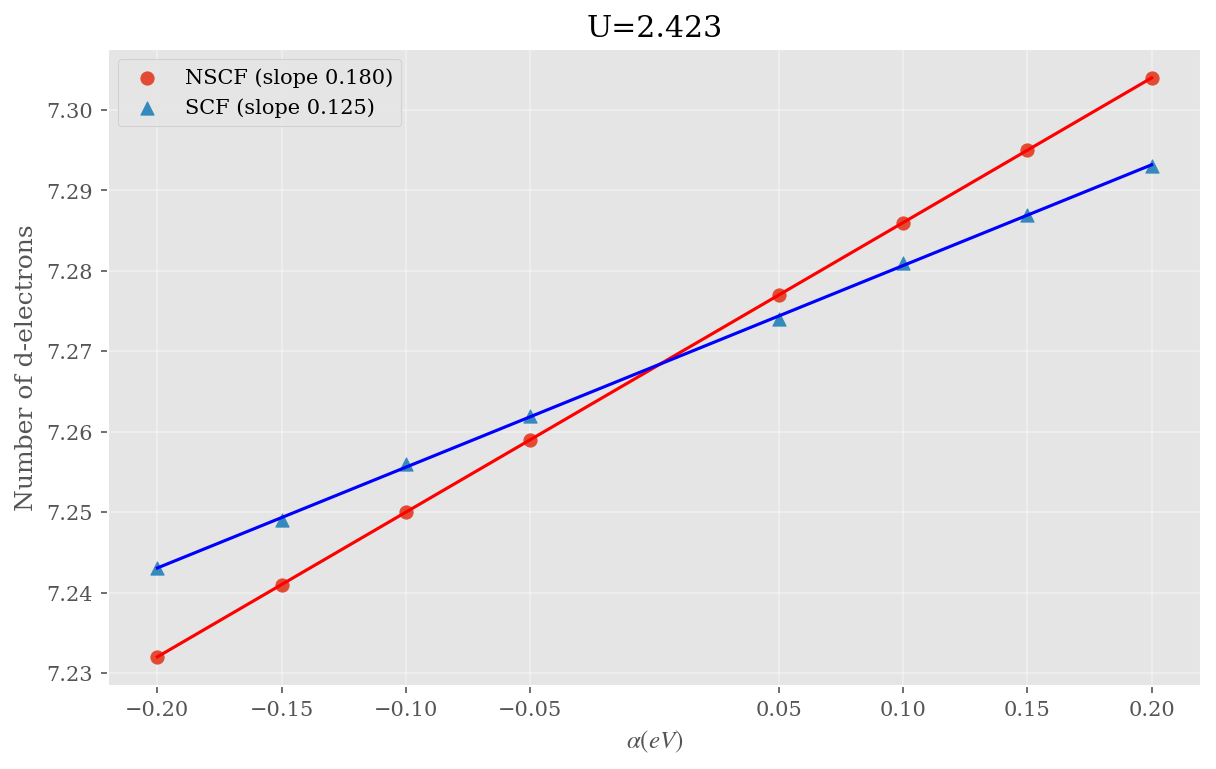 U=2.423
NSCF (slope 0.180)
SCF (slope 0.125)
Number of d-electrons
7.30
7.29
7.28
7.27
7.26
7.25
7.24
7.23
−0.20 −0.15 −0.10 −0.05 0.05 0.10 0.15 0.20
α(eV)